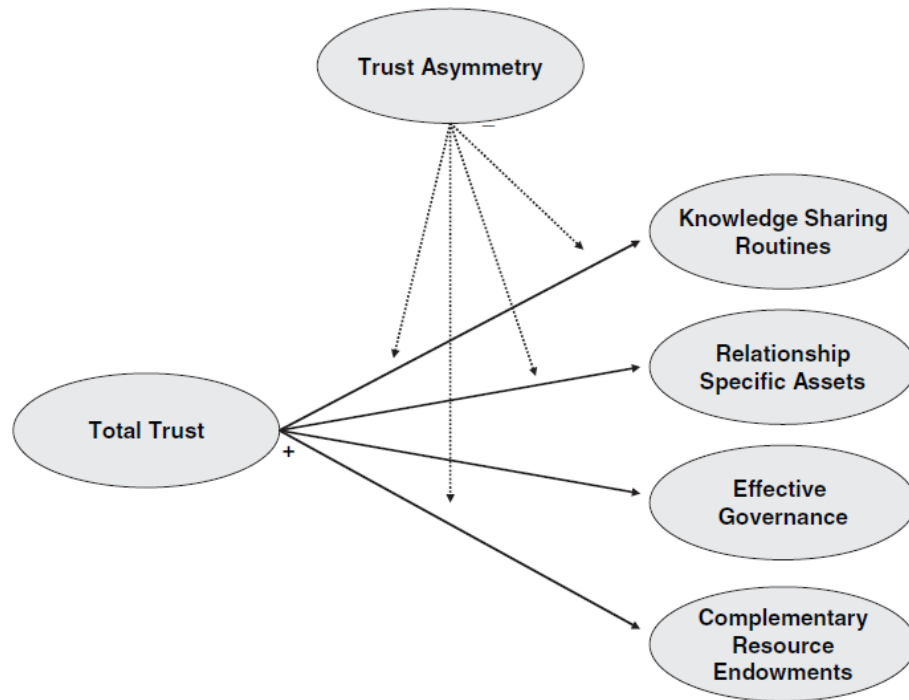 Trust Asymmetry
–
Knowledge Sharing
Routines
Relationship
Specific Assets
Total Trust
+
Effective
Governance
Complementary
Resource
Endowments